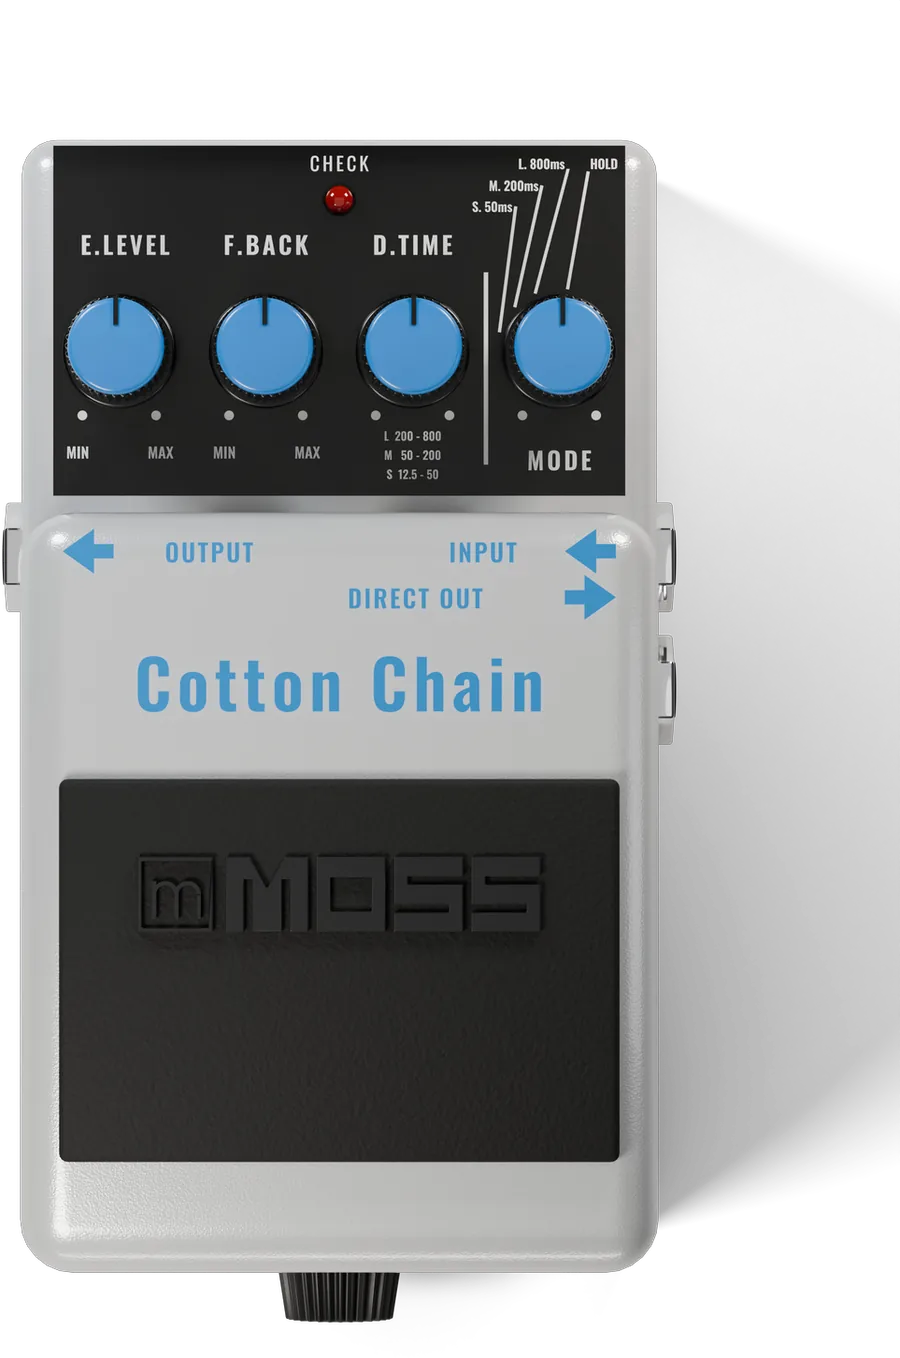 CHECK
L. 800ms HOLD
M. 200ms
S. 50ms
E.LEVEL F.BACK D.TIME
L 200 - 800
M 50 - 200
MIN MAX MIN MAX
S 12.5 - 50
MODE
OUTPUT INPUT
DIRECT OUT
Cotton Chain
m MOSS